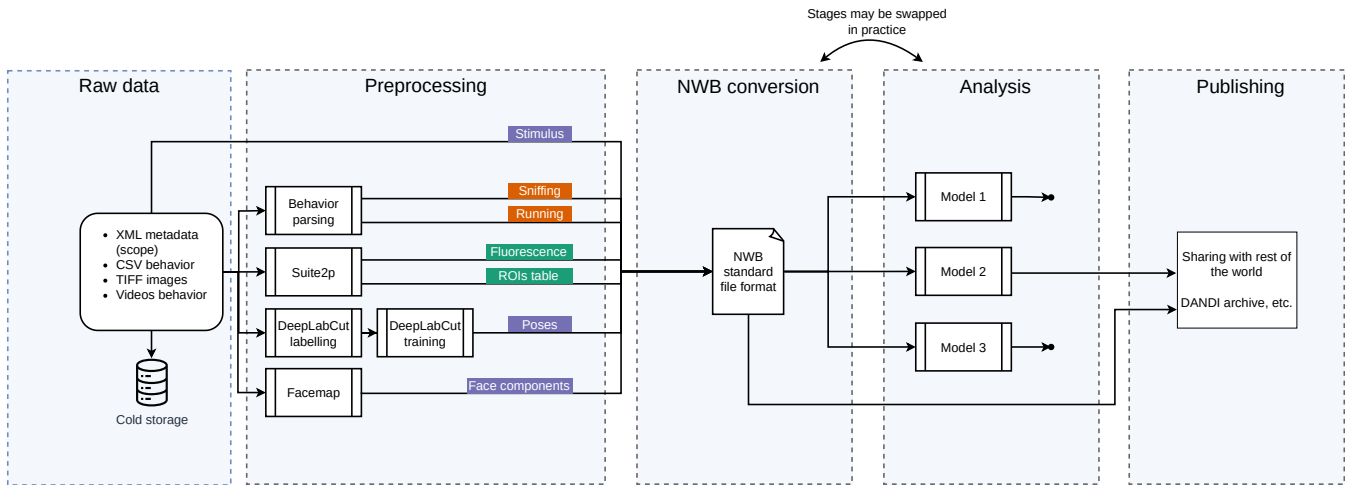 Stages may be swapped
in practice
Raw data
Preprocessing
NWB conversion
Analysis
Publishing
Stimulus
XML metadata
(scope)
CSV behavior
TIFF images
Videos behavior
Cold storage
Behavior
parsing
Sniffing
Running
Suite2p
Fluorescence
ROIs table
DeepLabCut
labelling
DeepLabCut
training
Poses
Facemap
Face components
NWB
standard
file format
Model 1
Model 2
Model 3
Sharing with rest of
the world
DANDI archive, etc.